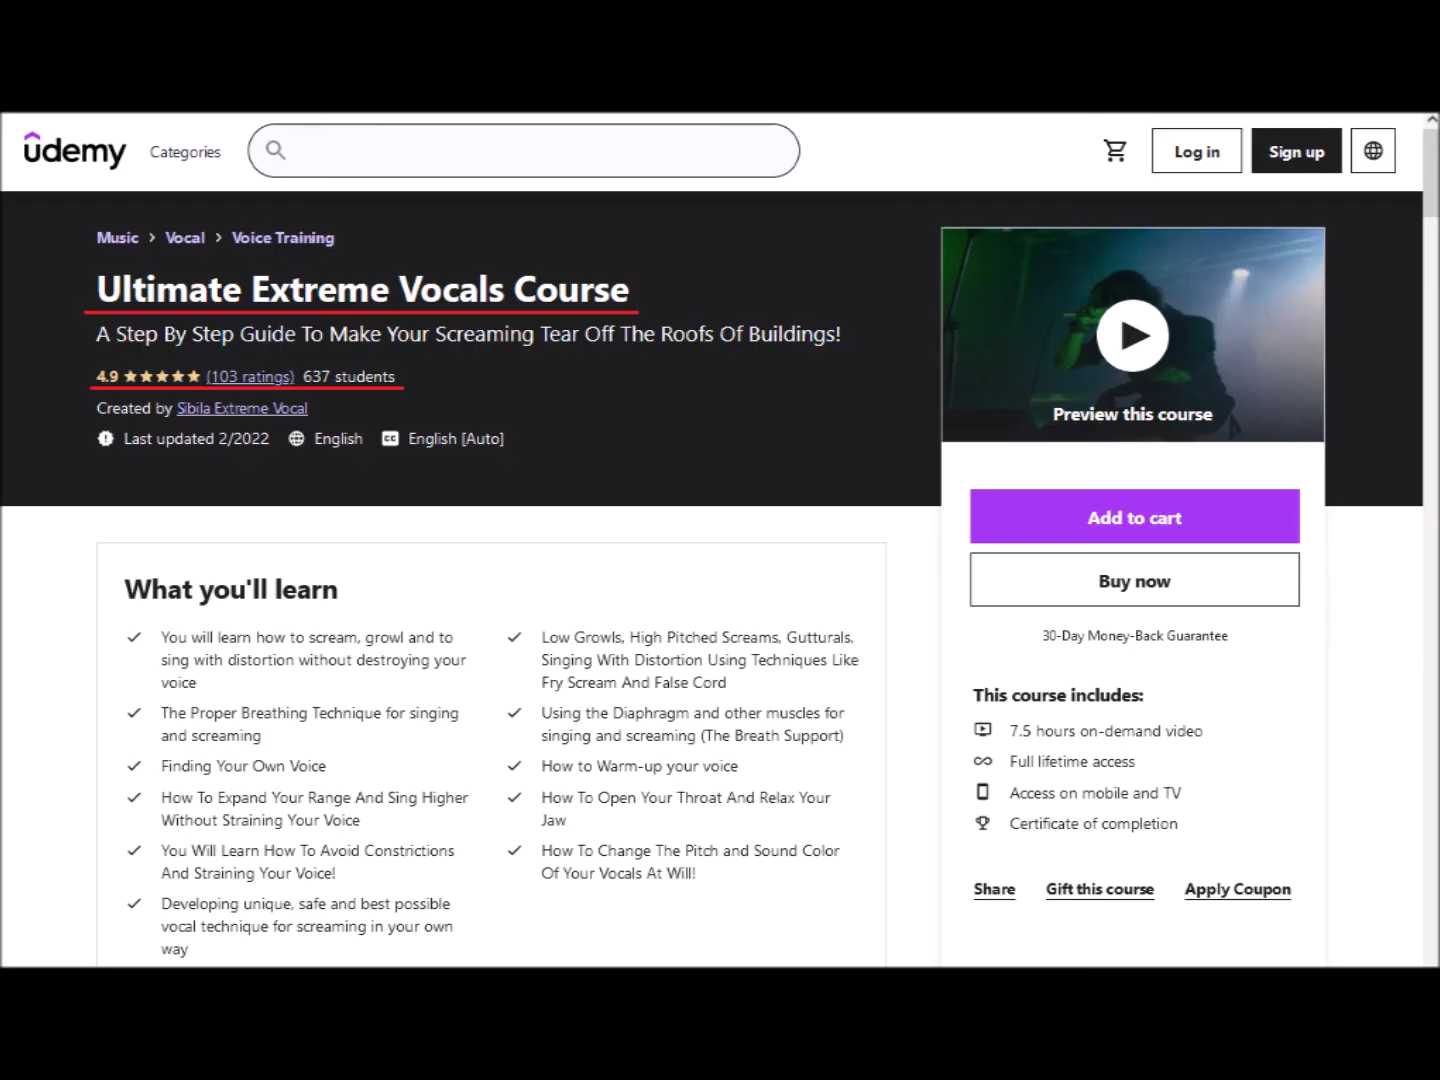 udemy
Categories
Log in
Sign up
Music > Vocal > Voice Training
Ultimate Extreme Vocals Course
A Step By Step Guide To Make Your Screaming Tear Off The Roofs Of Buildings!
4.9 ★★★★★ (103 ratings) 637 students
Created by Sibila Extreme Vocal
Last updated 2/2022 English CC English [Auto]
Preview this course
Add to cart
Buy now
30-Day Money-Back Guarantee
This course includes:
7.5 hours on-demand video
Full lifetime access
Access on mobile and TV
Certificate of completion
Share
Gift this course
Apply Coupon
What you'll learn
You will learn how to scream, growl and to
sing with distortion without destroying your
voice
The Proper Breathing Technique for singing
and screaming
Finding Your Own Voice
How To Expand Your Range And Sing Higher
Without Straining Your Voice
You Will Learn How To Avoid Constrictions
And Straining Your Voice!
Developing unique, safe and best possible
vocal technique for screaming in your own
way
Low Growls, High Pitched Screams, Gutturals,
Singing With Distortion Using Techniques Like
Fry Scream And False Cord
Using the Diaphragm and other muscles for
singing and screaming (The Breath Support)
How to Warm-up your voice
How To Open Your Throat And Relax Your
Jaw
How To Change The Pitch and Sound Color
Of Your Vocals At Will!